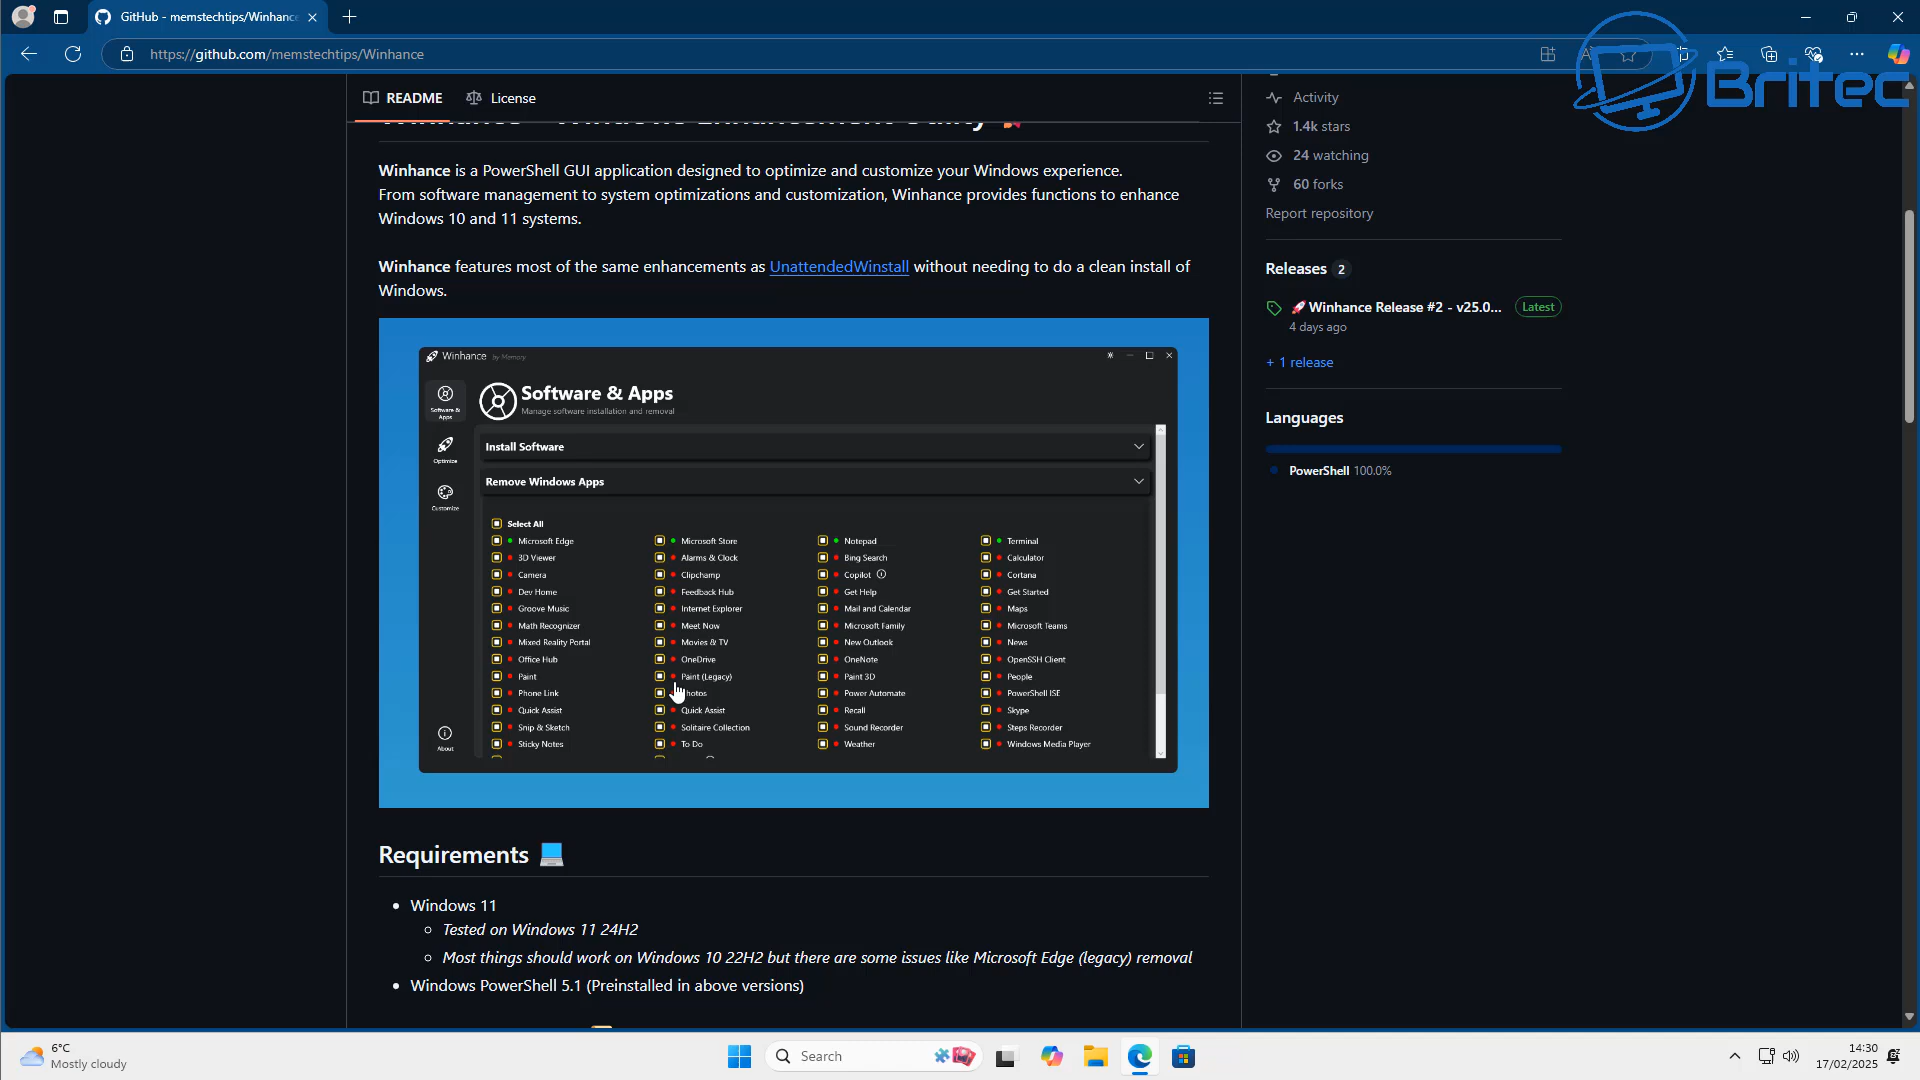 GitHub - memstechtips/Winhance
https://github.com/memstechtips/Winhance
Britec
README
License
Winhance - Windows Enhancement Utility 🚀
Winhance is a PowerShell GUI application designed to optimize and customize your Windows experience.
From software management to system optimizations and customization, Winhance provides functions to enhance
Windows 10 and 11 systems.
Winhance features most of the same enhancements as UnattendedWinstall without needing to do a clean install of
Windows.
Winhance by Memory
Software & Apps
Manage software installation and removal
Software &
Apps
Optimize
Customize
About
Install Software
Remove Windows Apps
Select All
Microsoft Edge Microsoft Store Notepad Terminal
3D Viewer Alarms & Clock Bing Search Calculator
Camera Clipchamp Copilot Cortana
Dev Home Feedback Hub Get Help Get Started
Groove Music Internet Explorer Mail and Calendar Maps
Math Recognizer Meet Now Microsoft Family Microsoft Teams
Mixed Reality Portal Movies & TV New Outlook News
Office Hub OneDrive OneNote OpenSSH Client
Paint Paint (Legacy) Paint 3D People
Phone Link Photos Power Automate PowerShell ISE
Quick Assist Quick Assist Recall Skype
Snip & Sketch Solitaire Collection Sound Recorder Steps Recorder
Sticky Notes To Do Weather Windows Media Player
Requirements 💻
Windows 11
Tested on Windows 11 24H2
Most things should work on Windows 10 22H2 but there are some issues like Microsoft Edge (legacy) removal
Windows PowerShell 5.1 (Preinstalled in above versions)
Activity
1.4k stars
24 watching
60 forks
Report repository
Releases 2
🚀 Winhance Release #2 - v25.0... Latest
4 days ago
+ 1 release
Languages
PowerShell 100.0%
6°C
Mostly cloudy
Search
14:30
17/02/2025